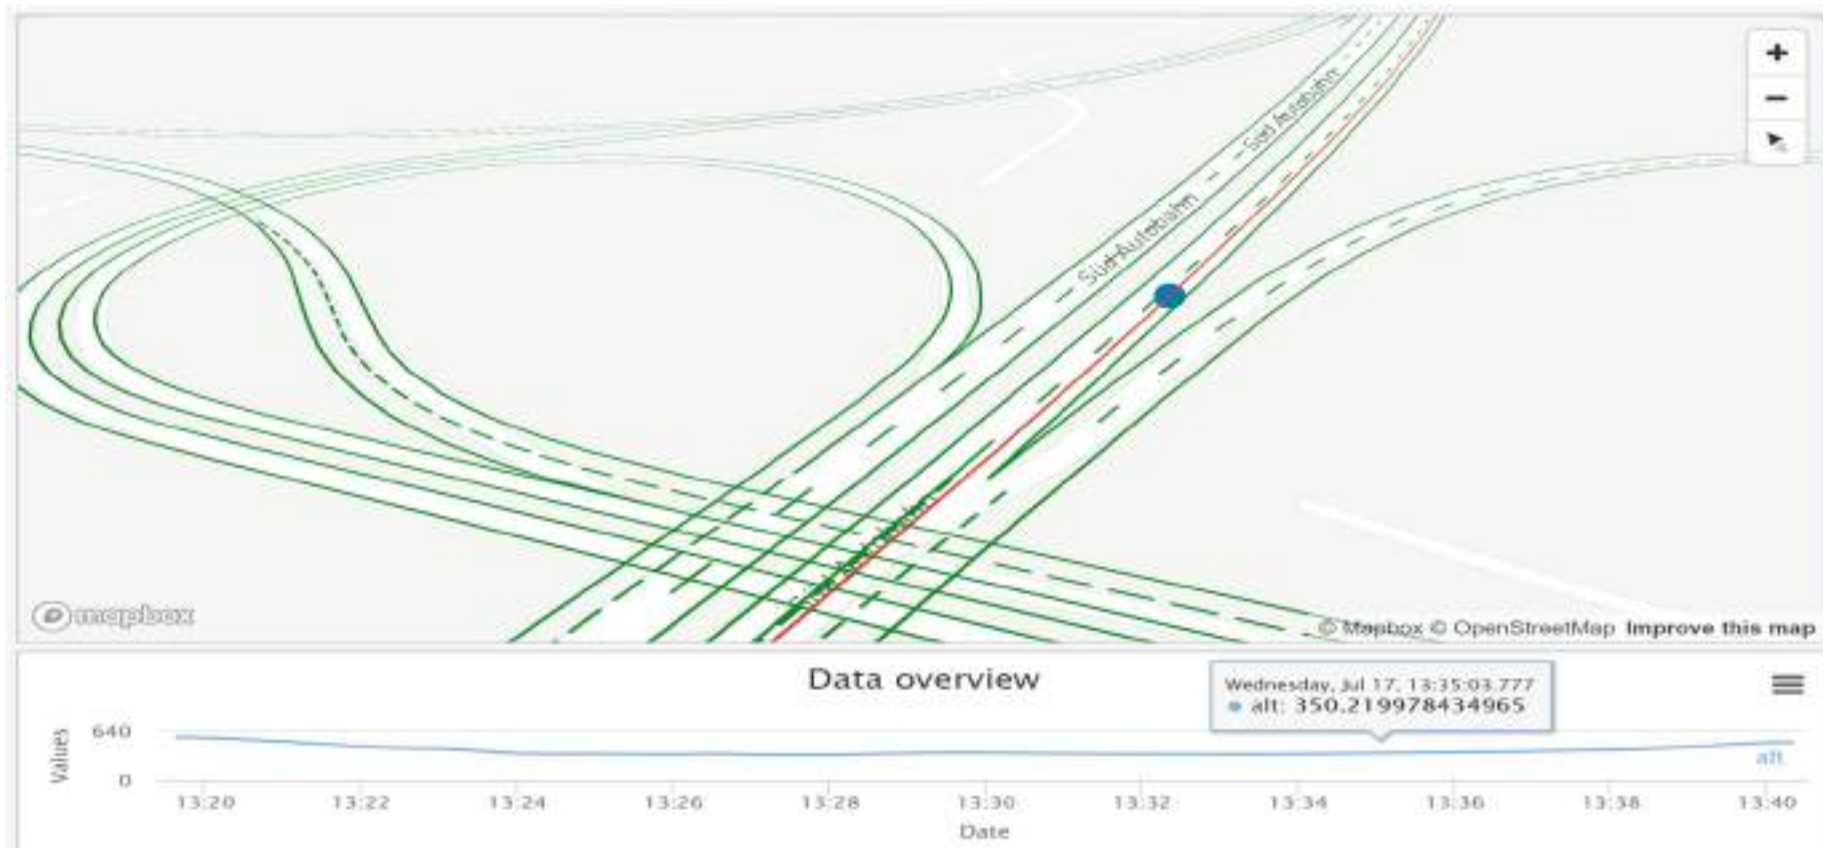 Süd Autobahn
Süd Autobahn
+
−
mapbox
© Mapbox © OpenStreetMap Improve this map
Data overview
Wednesday, Jul 17, 13:35:03.777
alt: 350.219978434965
Values
640
0
alt
13:20 13:22 13:24 13:26 13:28 13:30 13:32 13:34 13:36 13:38 13:40
Date